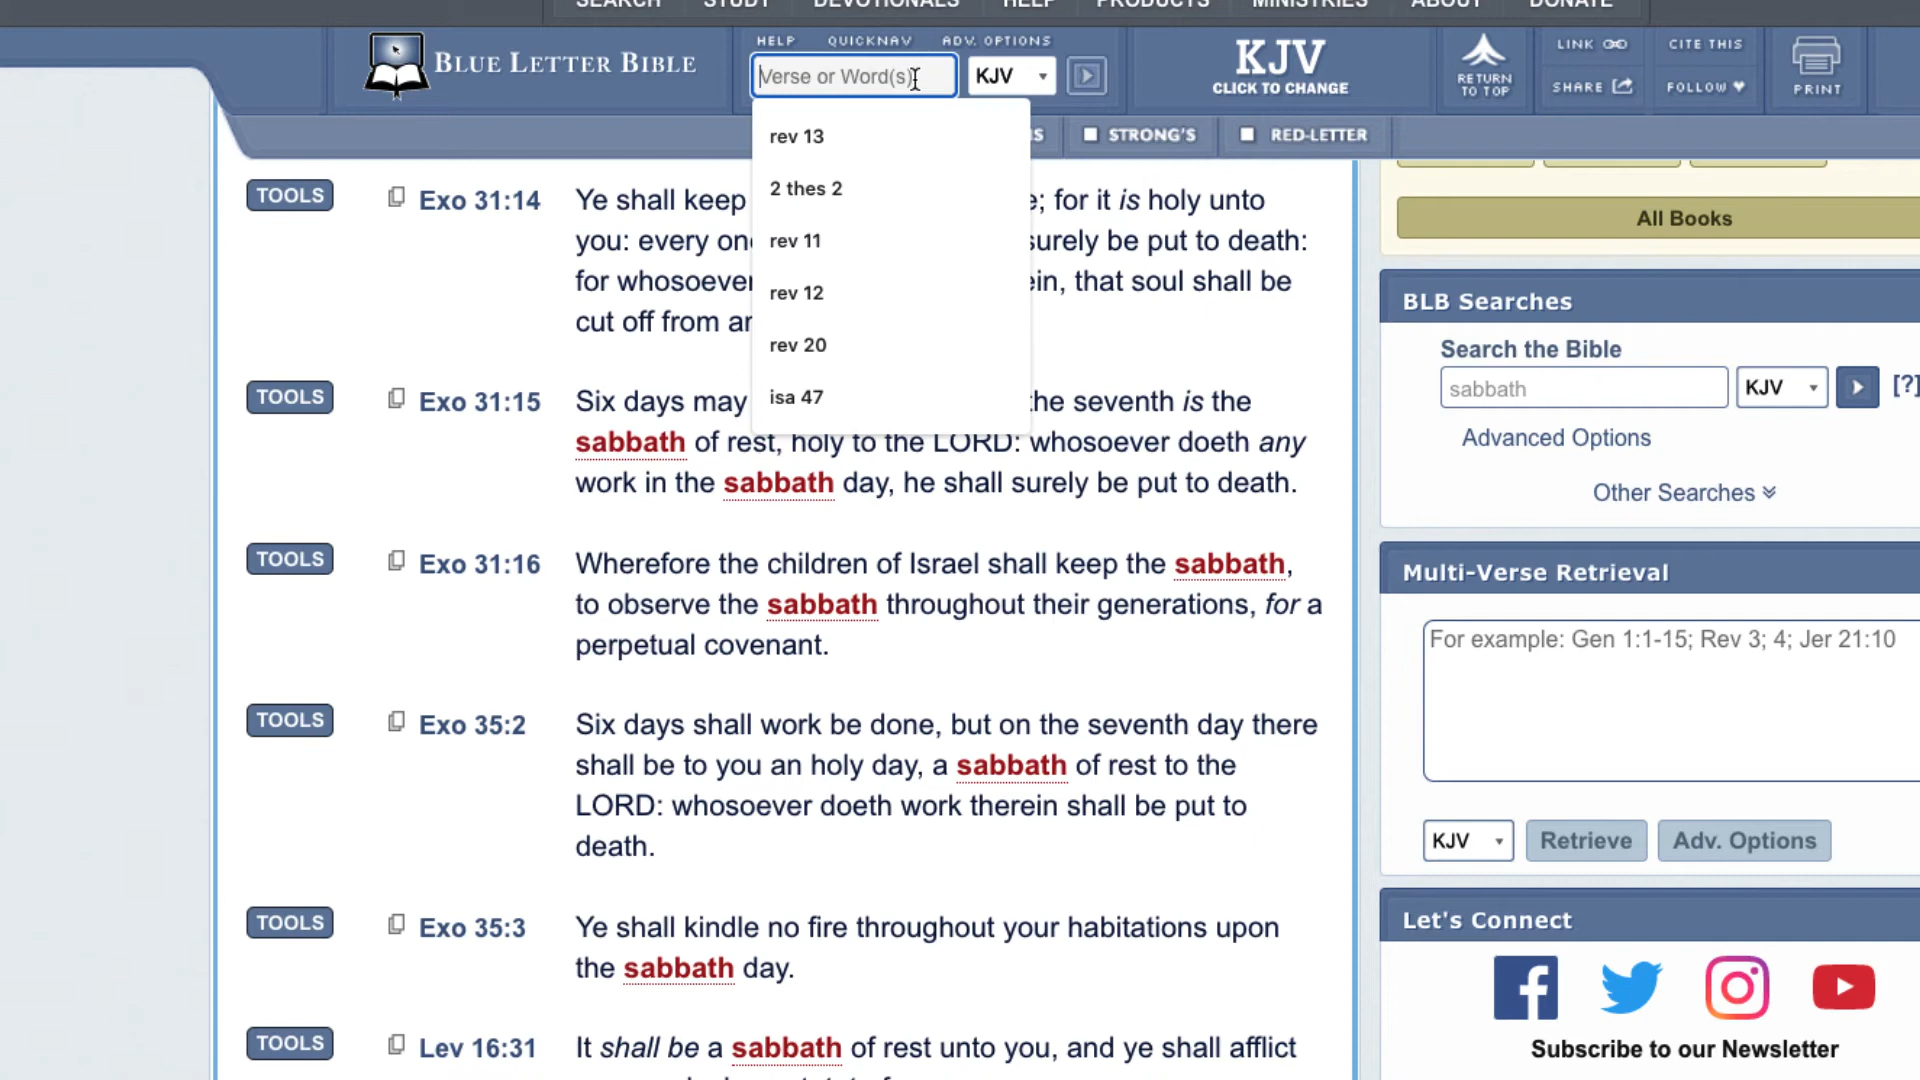 SEARCH STUDY DEVOTIONALS HELP PRODUCTS MINISTRIES ABOUT DONATE
BLUE LETTER BIBLE
HELP QUICKNAV ADV. OPTIONS
Verse or Word(s)
KJV
KJV
CLICK TO CHANGE
RETURN
TO TOP
LINK
SHARE
CITE THIS
FOLLOW
PRINT
STRONG'S
RED-LETTER
rev 13
2 thes 2
rev 11
rev 12
rev 20
isa 47
TOOLS Exo 31:14 Ye shall keep ; for it is holy unto
you: every surely be put to death:
for whosoever that soul shall be
cut off from
TOOLS Exo 31:15 Six days may the seventh is the
sabbath of rest, holy to the LORD: whosoever doeth any
work in the sabbath day, he shall surely be put to death.
TOOLS Exo 31:16 Wherefore the children of Israel shall keep the sabbath,
to observe the sabbath throughout their generations, for a
perpetual covenant.
TOOLS Exo 35:2 Six days shall work be done, but on the seventh day there
shall be to you an holy day, a sabbath of rest to the
LORD: whosoever doeth work therein shall be put to
death.
TOOLS Exo 35:3 Ye shall kindle no fire throughout your habitations upon
the sabbath day.
TOOLS Lev 16:31 It shall be a sabbath of rest unto you, and ye shall afflict
All Books
BLB Searches
Search the Bible
sabbath
KJV
[?]
Advanced Options
Other Searches
Multi-Verse Retrieval
For example: Gen 1:1-15; Rev 3; 4; Jer 21:10
KJV
Retrieve
Adv. Options
Let's Connect
Subscribe to our Newsletter